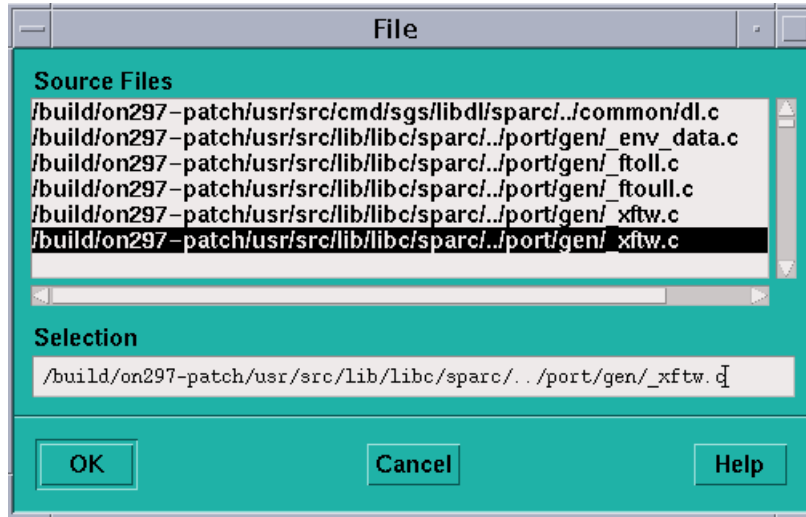 File
Source Files
/build/on297-patch/usr/src/cmd/sgs/libdl/sparc/../common/dl.c
/build/on297-patch/usr/src/lib/libc/sparc/../port/gen/_env_data.c
/build/on297-patch/usr/src/lib/libc/sparc/../port/gen/_ftoll.c
/build/on297-patch/usr/src/lib/libc/sparc/../port/gen/_ftoull.c
/build/on297-patch/usr/src/lib/libc/sparc/../port/gen/_xftw.c
/build/on297-patch/usr/src/lib/libc/sparc/../port/gen/_xftw.c
Selection
/build/on297-patch/usr/src/lib/libc/sparc/../port/gen/_xftw.c
OK Cancel Help